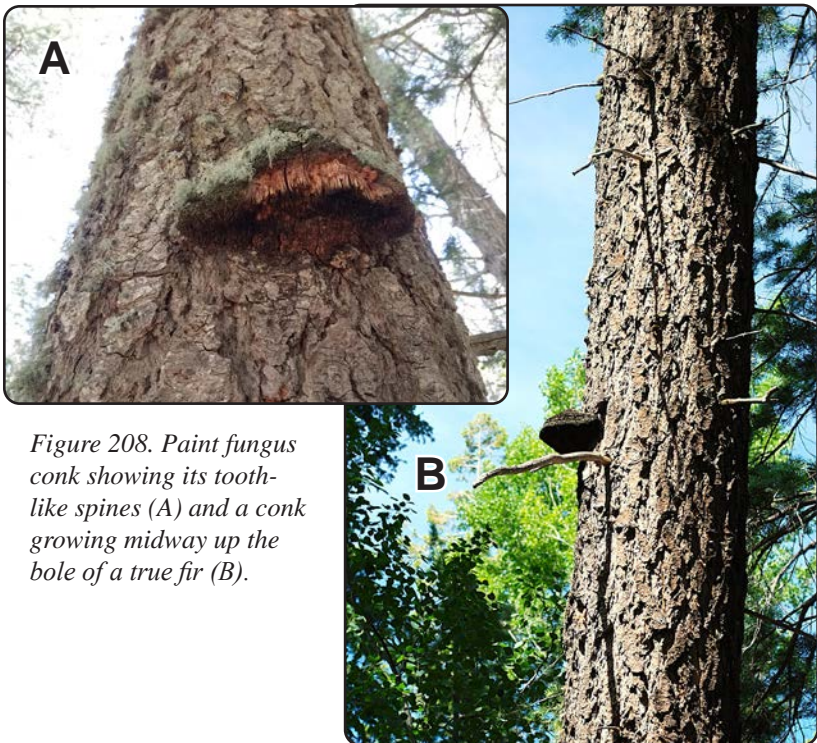 A
B
Figure 208. Paint fungus
conk showing its tooth-
like spines (A) and a conk
growing midway up the
bole of a true fir (B).